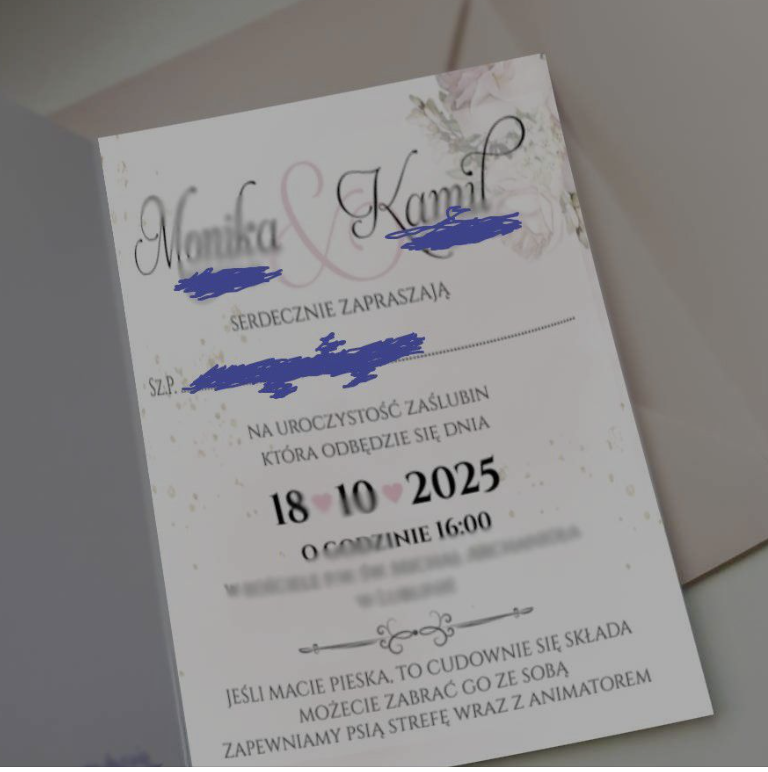 Monika & Kamil
SERDECZNIE ZAPRASZAJĄ
Sz.P.
NA UROCZYSTOŚĆ ZAŚLUBIN
KTÓRA ODBĘDZIE SIĘ DNIA
18 ♥ 10 ♥ 2025
O GODZINIE 16:00
JEŚLI MACIE PIESKA, TO CUDOWNIE SIĘ SKŁADA
MOŻECIE ZABRAĆ GO ZE SOBĄ
ZAPEWNIAMY PSIĄ STREFĘ WRAZ Z ANIMATOREM